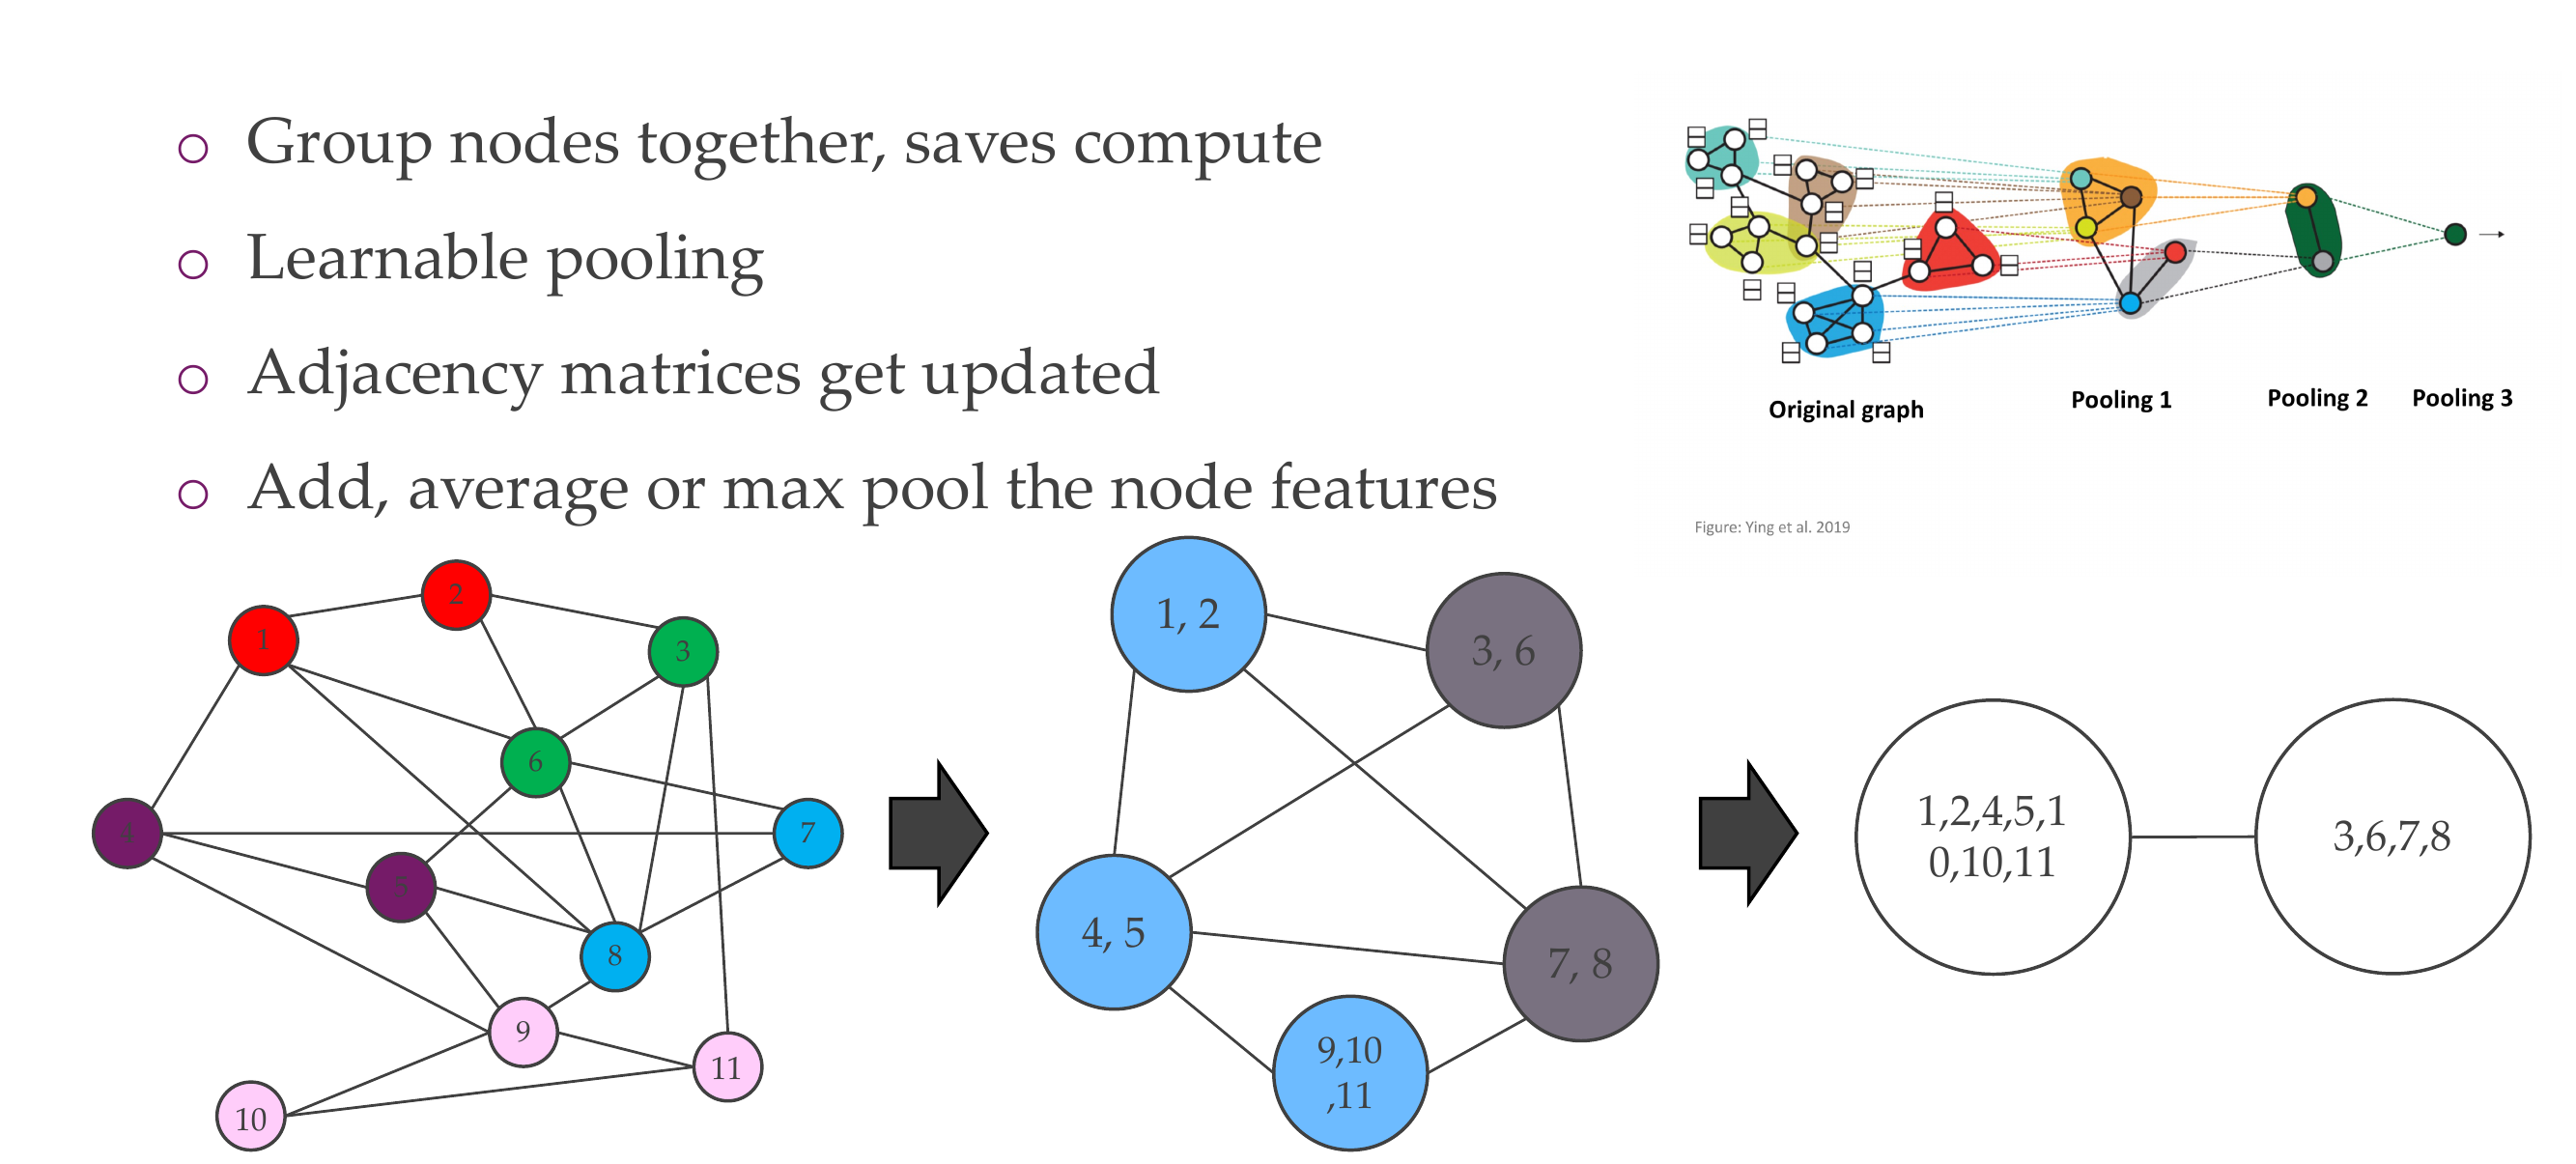 Group nodes together, saves compute
Learnable pooling
Adjacency matrices get updated
Add, average or max pool the node features
Original graph
Pooling 1
Pooling 2
Pooling 3
Figure: Ying et al. 2019
1
2
3
6
4
7
5
8
9
11
10
1, 2
3, 6
4, 5
7, 8
9,10
,11
1,2,4,5,1
0,10,11
3,6,7,8